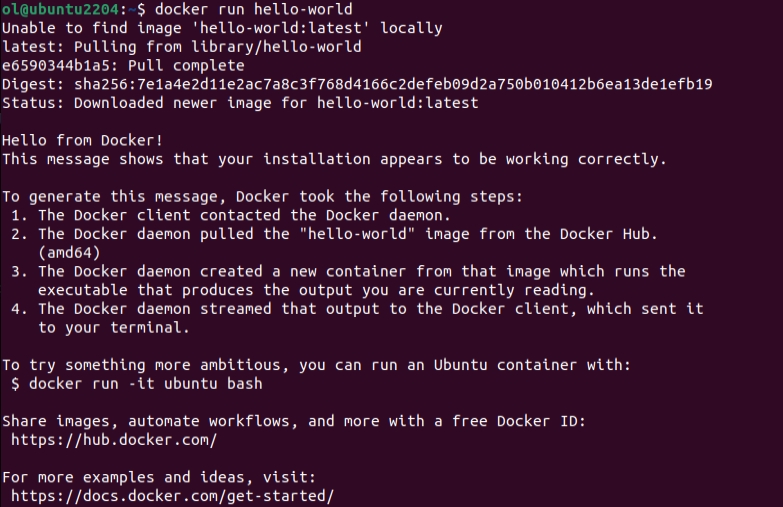 ol@ubuntu2204:~$ docker run hello-world
Unable to find image 'hello-world:latest' locally
latest: Pulling from library/hello-world
e6590344b1a5: Pull complete
Digest: sha256:7e1a4e2d11e2ac7a8c3f768d4166c2defeb09d2a750b010412b6ea13de1efb19
Status: Downloaded newer image for hello-world:latest

Hello from Docker!
This message shows that your installation appears to be working correctly.

To generate this message, Docker took the following steps:
 1. The Docker client contacted the Docker daemon.
 2. The Docker daemon pulled the "hello-world" image from the Docker Hub.
    (amd64)
 3. The Docker daemon created a new container from that image which runs the
    executable that produces the output you are currently reading.
 4. The Docker daemon streamed that output to the Docker client, which sent it
    to your terminal.

To try something more ambitious, you can run an Ubuntu container with:
 $ docker run -it ubuntu bash

Share images, automate workflows, and more with a free Docker ID:
 https://hub.docker.com/

For more examples and ideas, visit:
 https://docs.docker.com/get-started/